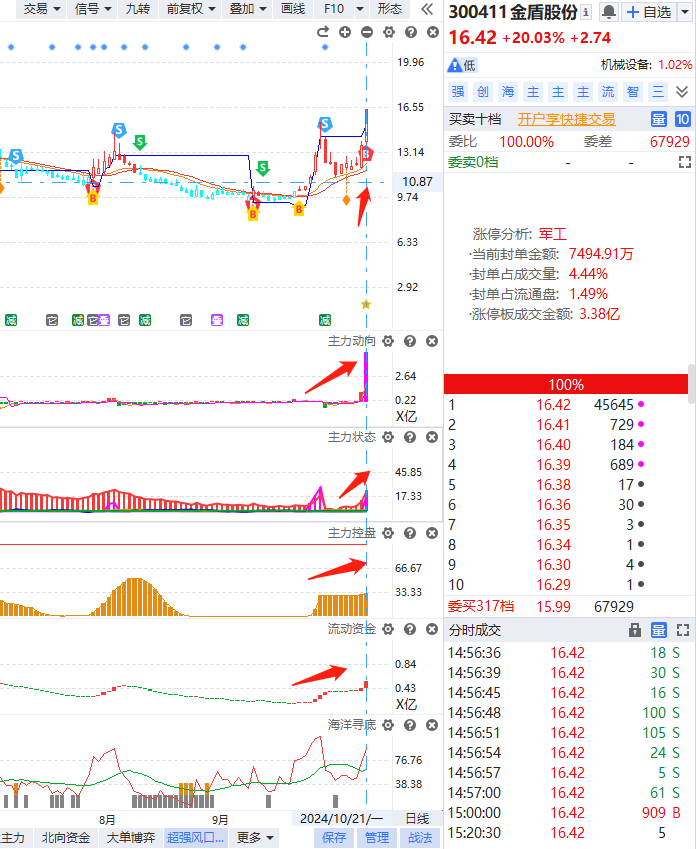 交易 信号 九转 前复权 叠加 画线 F10 形态
300411 金盾股份
自选
16.42 +20.03% +2.74
低 机械设备: 1.02%
强 创 海 主 主 主 流 智 三
买卖十档 开户享快捷交易 量 10
委比 100.00% 委差 67929
委卖0档 - -
涨停分析: 军工
·当前封单金额: 7494.91万
·封单占成交量: 4.44%
·封单占流通盘: 1.49%
·涨停板成交金额: 3.38亿
100%
1 16.42 45645
2 16.41 729
3 16.40 184
4 16.39 689
5 16.38 17
6 16.36 30
7 16.35 3
8 16.34 1
9 16.30 4
10 16.29 1
委买317档 15.99 67929
分时成交 量
14:56:36 16.42 18 S
14:56:39 16.42 30 S
14:56:45 16.42 16 S
14:56:48 16.42 100 S
14:56:51 16.42 105 S
14:56:54 16.42 24 S
14:56:57 16.42 5 S
14:57:00 16.42 61 S
15:00:00 16.42 909 B
15:20:30 16.42 5
19.96
16.55
13.14
10.87
9.74
6.33
2.92
S S S S S
B B B
减 减 减 减 减
主力动向
2.64
0.22
X亿
主力状态
45.85
17.33
主力控盘
66.67
33.33
流动资金
0.84
0.43
X亿
海洋寻底
76.76
38.38
8月 9月 2024/10/21/一 日线
主力 北向资金 大单博弈 超强风口... 更多 保存 管理 战法